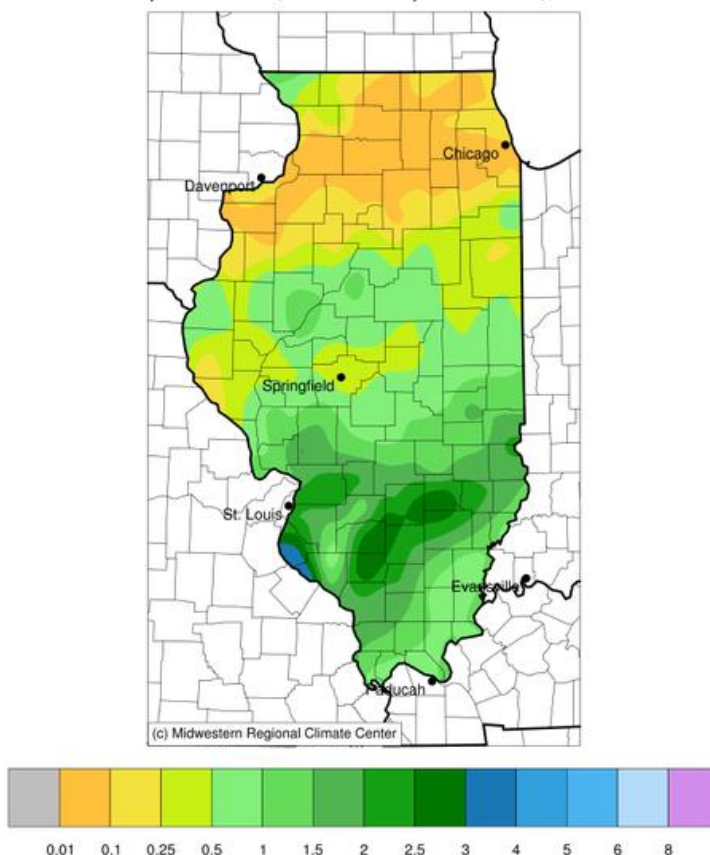 Chicago
Davenport
Springfield
St. Louis
Evansville
Paducah
(c) Midwestern Regional Climate Center
0.01 0.1 0.25 0.5 1 1.5 2 2.5 3 4 5 6 8